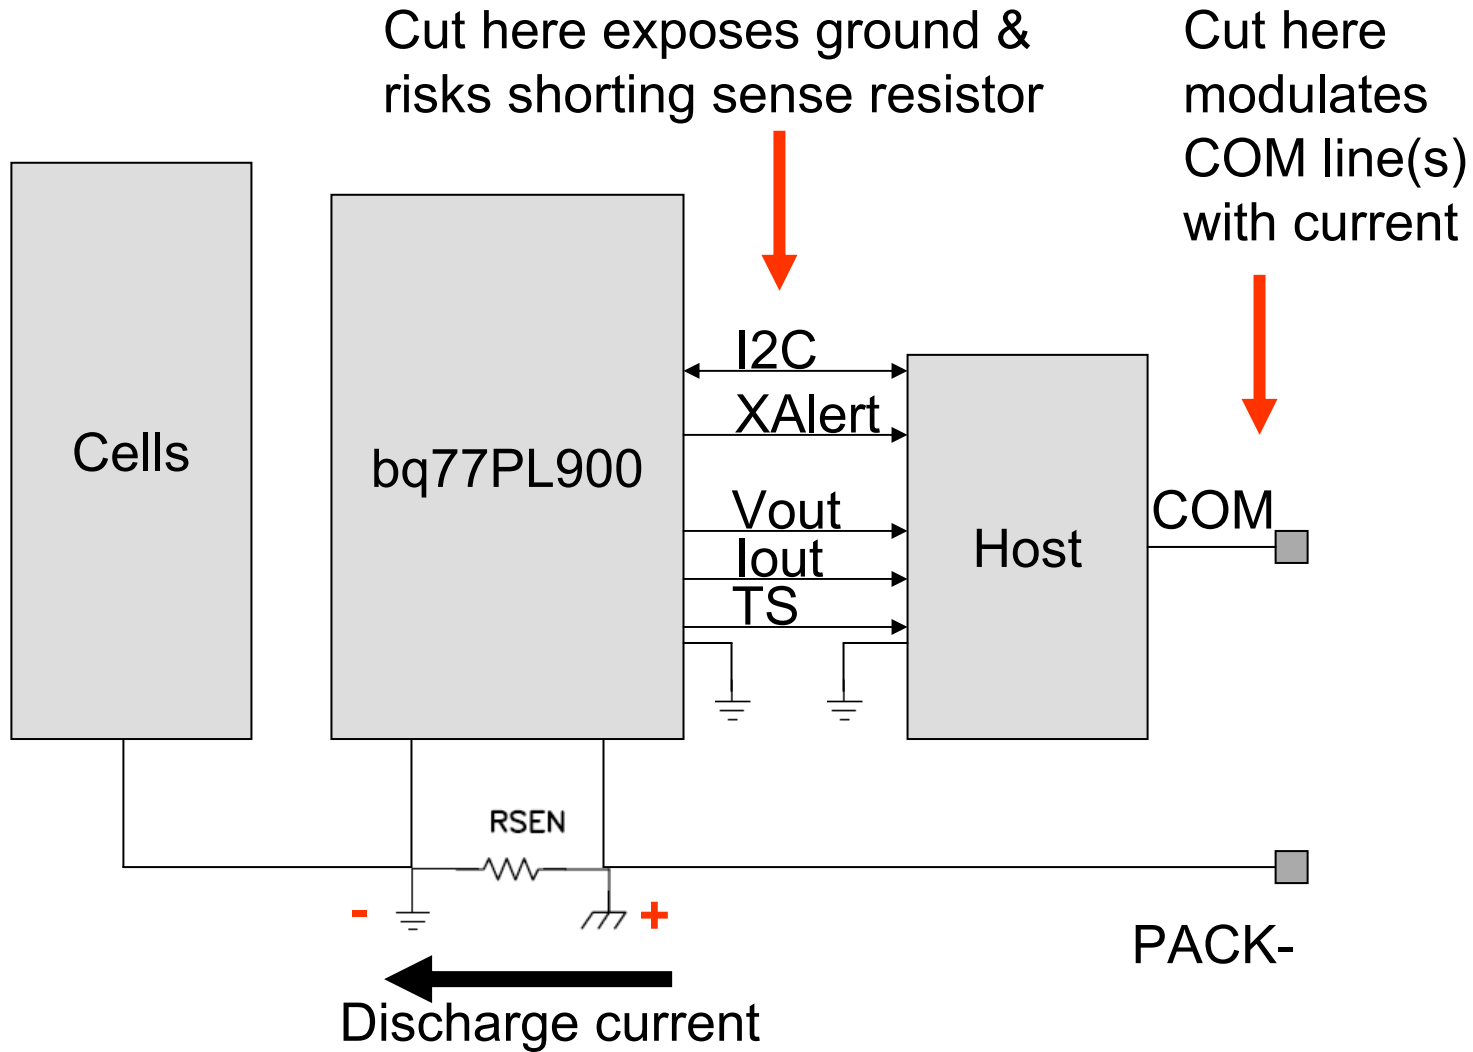 Cut here exposes ground &
risks shorting sense resistor
Cut here
modulates
COM line(s)
with current
Cells
bq77PL900
I2C
XAlert
Vout
Iout
TS
Host
COM
RSEN
- +
PACK-
Discharge current